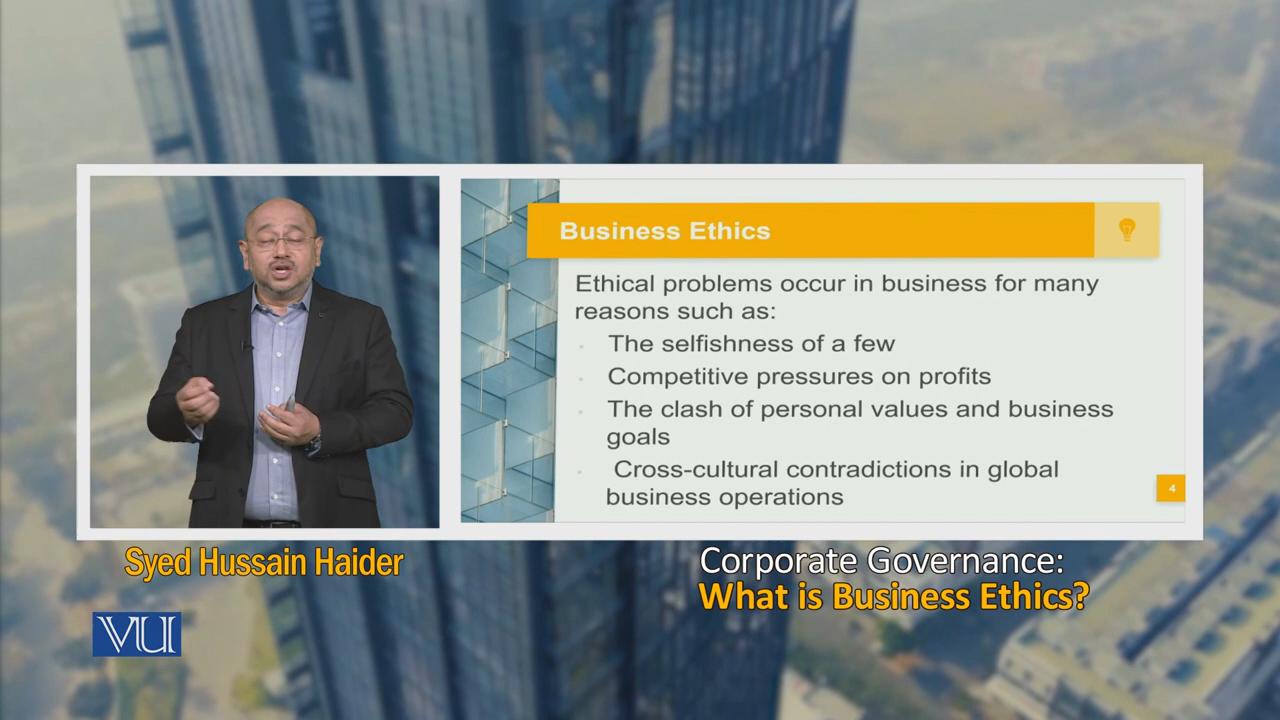 Business Ethics
Ethical problems occur in business for many
reasons such as:
The selfishness of a few
Competitive pressures on profits
The clash of personal values and business
goals
Cross-cultural contradictions in global
business operations
4
Syed Hussain Haider
Corporate Governance:
What is Business Ethics?
VU